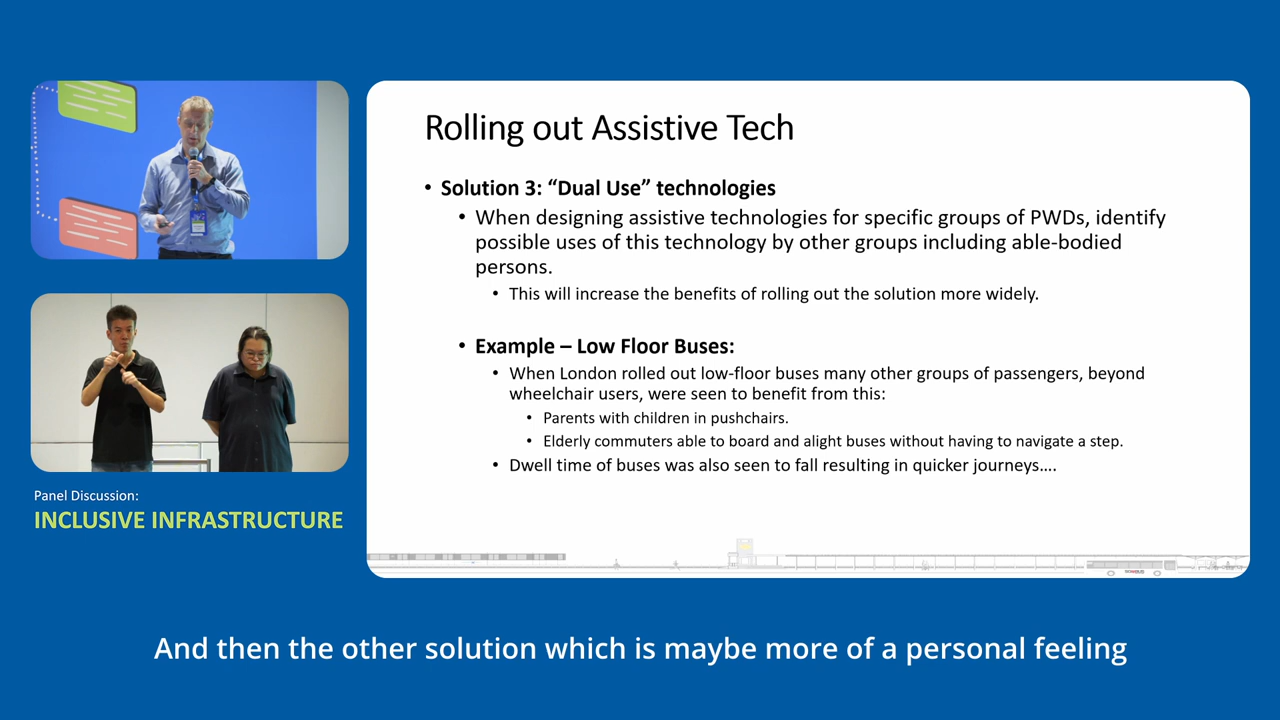 Rolling out Assistive Tech
• Solution 3: “Dual Use” technologies
• When designing assistive technologies for specific groups of PWDs, identify
possible uses of this technology by other groups including able-bodied
persons.
• This will increase the benefits of rolling out the solution more widely.
• Example – Low Floor Buses:
• When London rolled out low-floor buses many other groups of passengers, beyond
wheelchair users, were seen to benefit from this:
• Parents with children in pushchairs.
• Elderly commuters able to board and alight buses without having to navigate a step.
• Dwell time of buses was also seen to fall resulting in quicker journeys….
Panel Discussion:
INCLUSIVE INFRASTRUCTURE
And then the other solution which is maybe more of a personal feeling